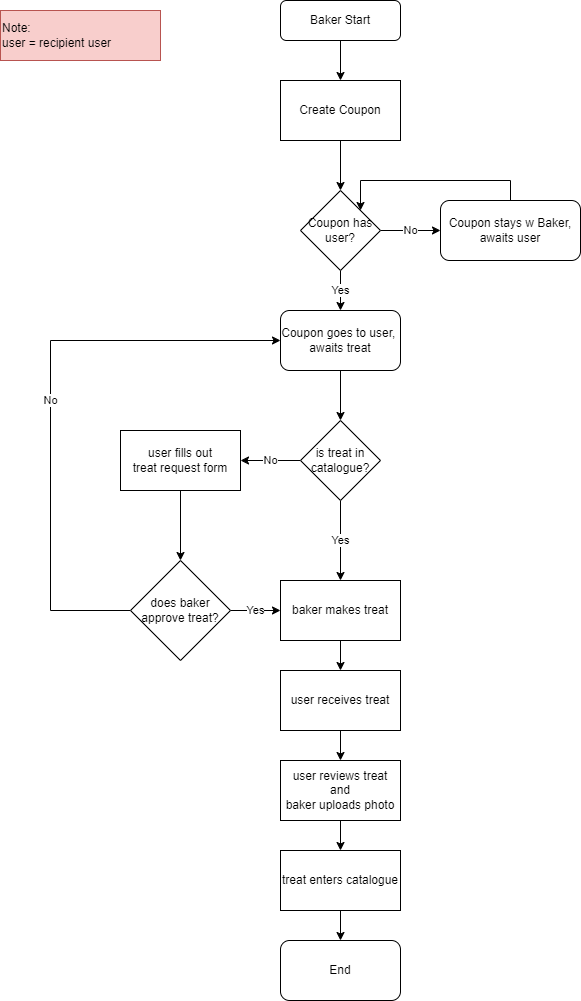 Note:
user = recipient user
Baker Start
Create Coupon
Coupon has
user?
No
Coupon stays w Baker,
awaits user
Yes
Coupon goes to user,
awaits treat
No
is treat in
catalogue?
No
user fills out
treat request form
Yes
does baker
approve treat?
Yes
baker makes treat
user receives treat
user reviews treat
and
baker uploads photo
treat enters catalogue
End